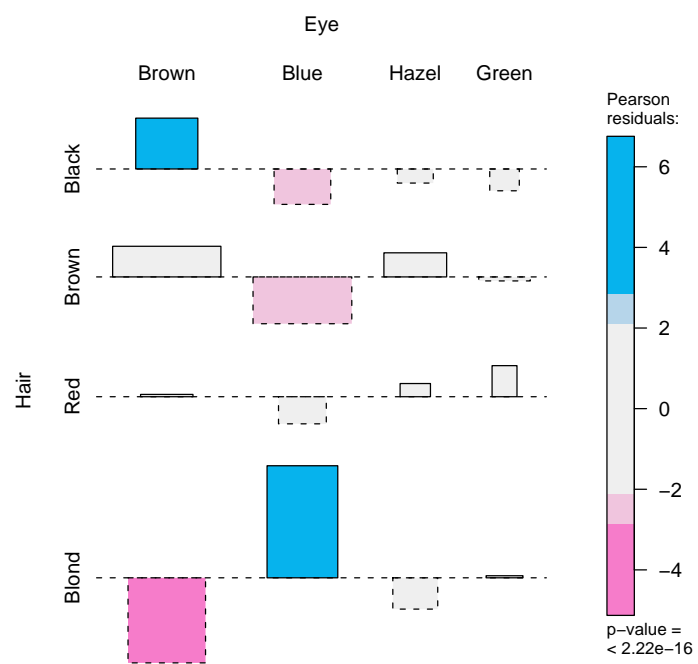 Eye
Brown Blue Hazel Green
Hair
Black
Brown
Red
Blond
Pearson
residuals:
6
4
2
0
−2
−4
p−value =
< 2.22e−16